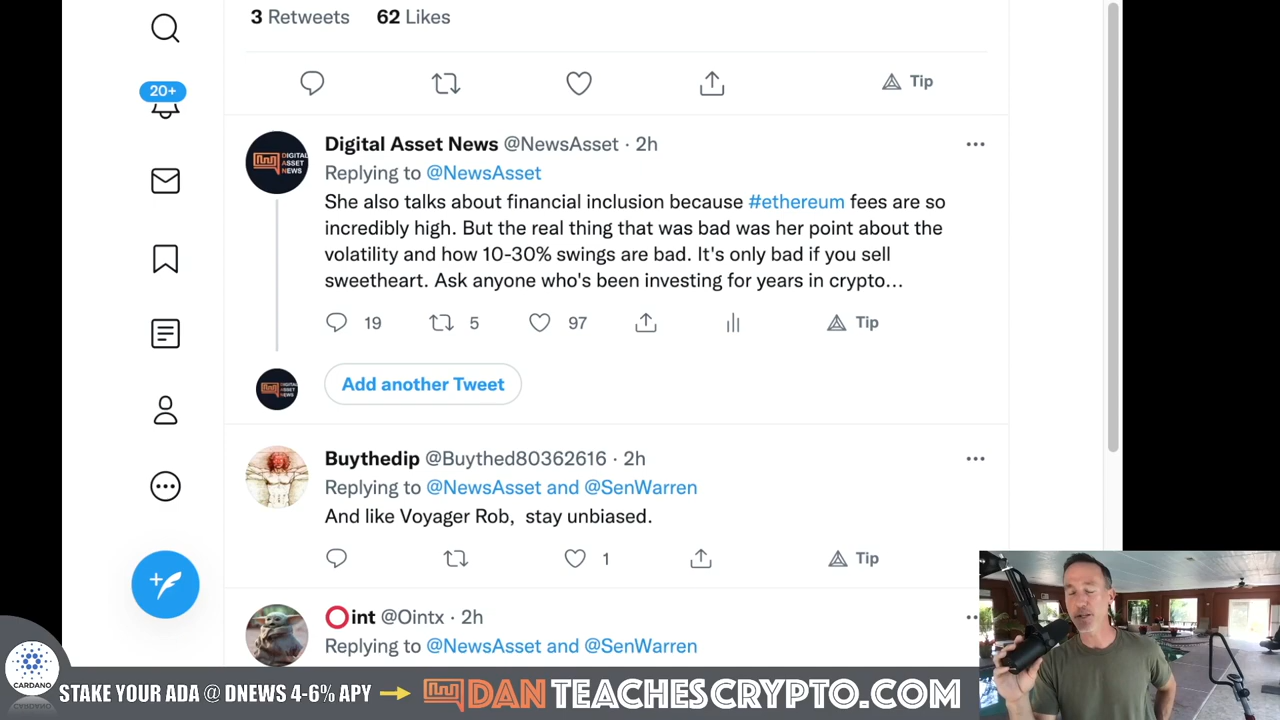 3 Retweets 62 Likes
20+
Tip
Digital Asset News @NewsAsset · 2h
Replying to @NewsAsset
She also talks about financial inclusion because #ethereum fees are so
incredibly high. But the real thing that was bad was her point about the
volatility and how 10-30% swings are bad. It's only bad if you sell
sweetheart. Ask anyone who's been investing for years in crypto...
19 5 97 Tip
DIGITAL
ASSET
NEWS
Add another Tweet
Buythedip @Buythed80362616 · 2h
Replying to @NewsAsset and @SenWarren
And like Voyager Rob, stay unbiased.
1 Tip
int @Ointx · 2h
Replying to @NewsAsset and @SenWarren
CARDANO
STAKE YOUR ADA @ DNEWS 4-6% APY
DANTEACHESCRYPTO.COM